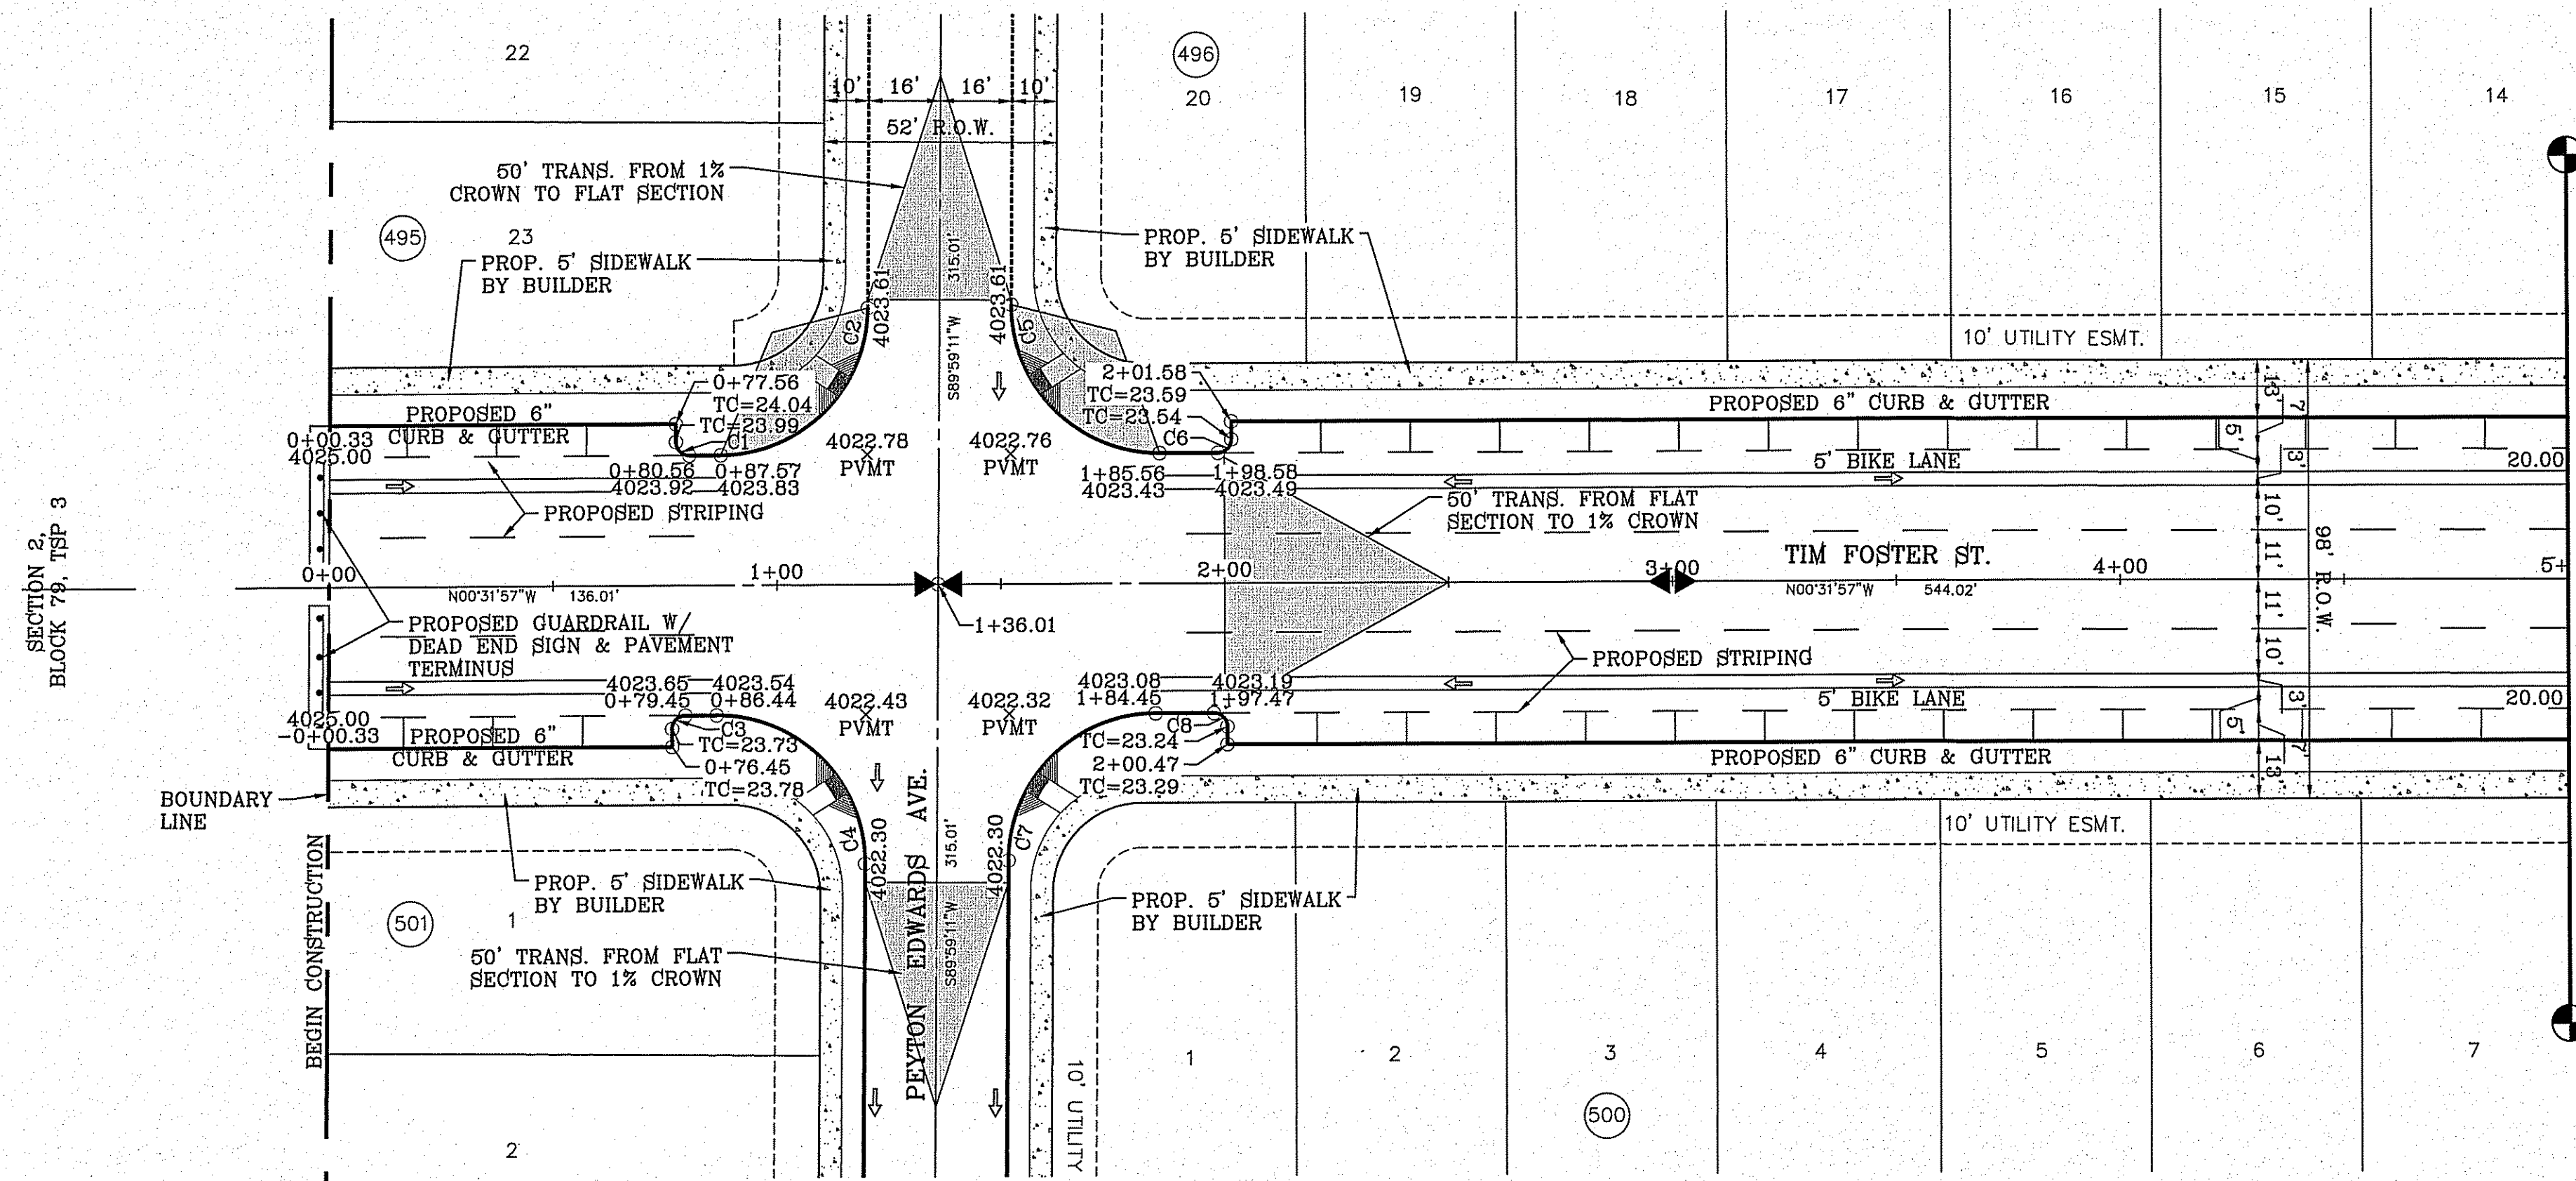 22
496
20
19
18
17
16
15
14
10'
16'
16'
10'
52' R.O.W.
50' TRANS. FROM 1%
CROWN TO FLAT SECTION
495
23
PROP. 5' SIDEWALK
BY BUILDER
PROP. 5' SIDEWALK
BY BUILDER
315.01'
S89°59'11"W
4023.61
4023.61
C2
C5
10' UTILITY ESMT.
0+77.56
TC=24.04
TC=23.99
C1
2+01.58
TC=23.59
TC=23.54
C6
PROPOSED 6"
CURB & GUTTER
PROPOSED 6" CURB & GUTTER
13'
7'
5'
3'
10'
11'
11'
10'
3'
5'
7'
13'
98' R.O.W.
0+00.33
4025.00
4022.78
PVMT
4022.76
PVMT
0+80.56
0+87.57
4023.92
4023.83
1+85.56
1+98.58
4023.43
4023.49
5' BIKE LANE
20.00
PROPOSED STRIPING
50' TRANS. FROM FLAT
SECTION TO 1% CROWN
SECTION 2,
BLOCK 79, TSP 3
TIM FOSTER ST.
0+00
1+00
2+00
3+00
4+00
5+
N00°31'57"W
136.01'
N00°31'57"W
544.02'
1+36.01
PROPOSED GUARDRAIL W/
DEAD END SIGN & PAVEMENT
TERMINUS
PROPOSED STRIPING
4023.65
4023.54
0+79.45
0+86.44
4023.08
4023.19
1+84.45
1+97.47
4022.43
PVMT
4022.32
PVMT
5' BIKE LANE
20.00
4025.00
-0+00.33
PROPOSED 6"
CURB & GUTTER
C3
TC=23.73
0+76.45
TC=23.78
C8
TC=23.24
2+00.47
TC=23.29
PROPOSED 6" CURB & GUTTER
BOUNDARY
LINE
BEGIN CONSTRUCTION
C4
4022.30
4022.30
C7
315.01'
S89°59'11"W
PEYTON EDWARDS AVE.
10' UTILITY ESMT.
PROP. 5' SIDEWALK
BY BUILDER
PROP. 5' SIDEWALK
BY BUILDER
501
1
50' TRANS. FROM FLAT
SECTION TO 1% CROWN
10' UTILITY
2
1
2
3
4
5
6
7
500